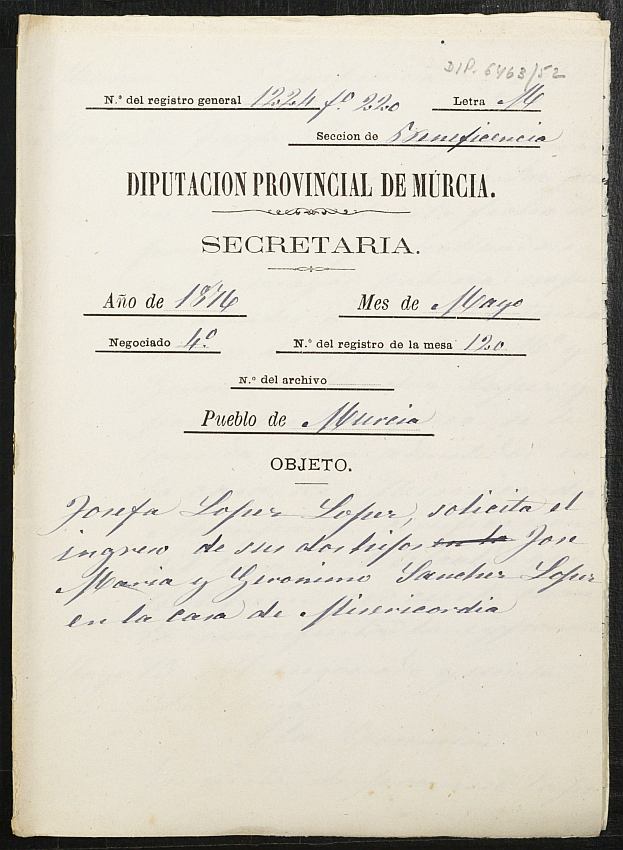 DIP. 6463/52
N.º del registro general 1224 fº 220 Letra M
Seccion de Beneficencia
DIPUTACION PROVINCIAL DE MÚRCIA.
SECRETARIA.
Año de 1876 Mes de Mayo
Negociado 4º N.º del registro de la mesa 120
N.º del archivo
Pueblo de Murcia
OBJETO.
Josefa Lopez Lopez, solicita el
ingreso de sus dos hijos en la Jose
Maria y Geronimo Sanchez Lopez
en la casa de Misericordia